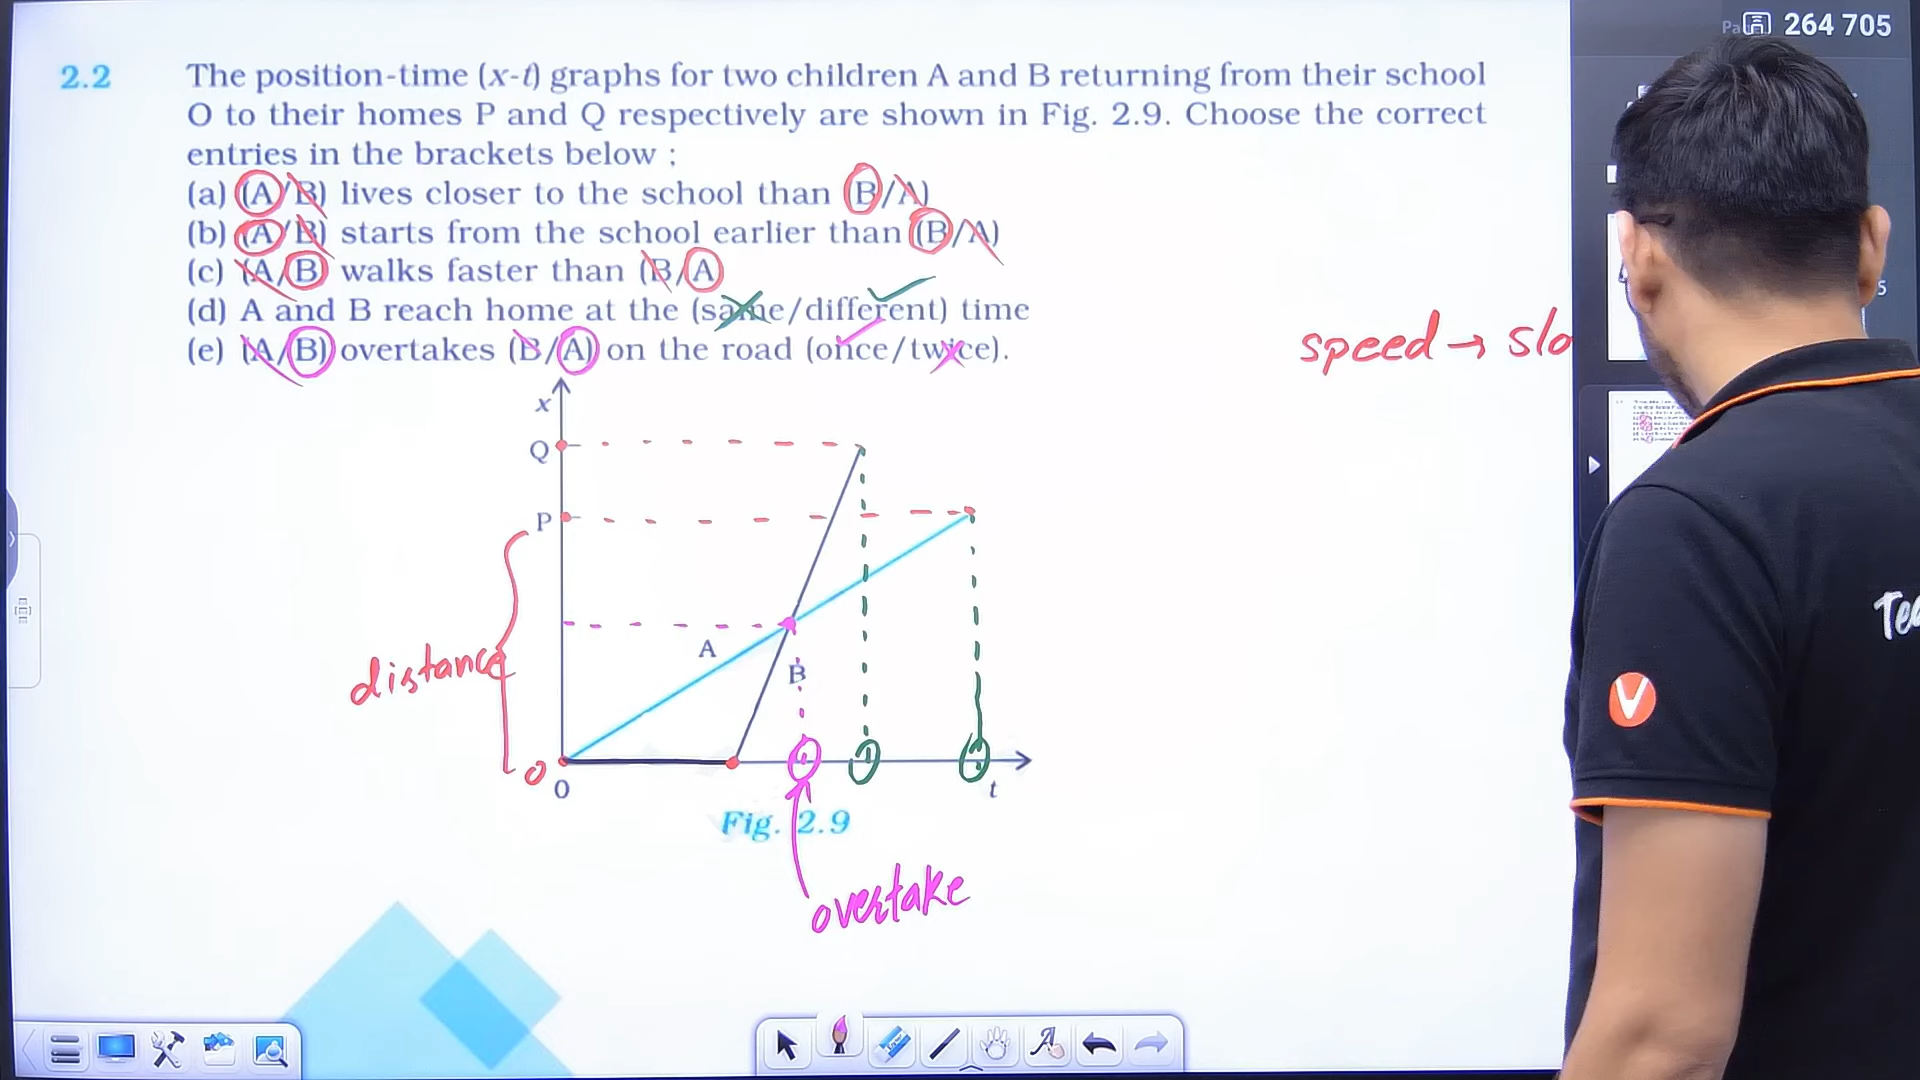 264 705
2.2 The position-time (x-t) graphs for two children A and B returning from their school
O to their homes P and Q respectively are shown in Fig. 2.9. Choose the correct
entries in the brackets below ;
(a) (A/B) lives closer to the school than (B/A)
(b) (A/B) starts from the school earlier than (B/A)
(c) (A/B) walks faster than (B/A
(d) A and B reach home at the (same/different) time
(e) (A/B) overtakes (B/A) on the road (once/twice).
speed → slo
x
Q
P
A
B
distance
O
0
t
Fig. 2.9
overtake
Tea
V